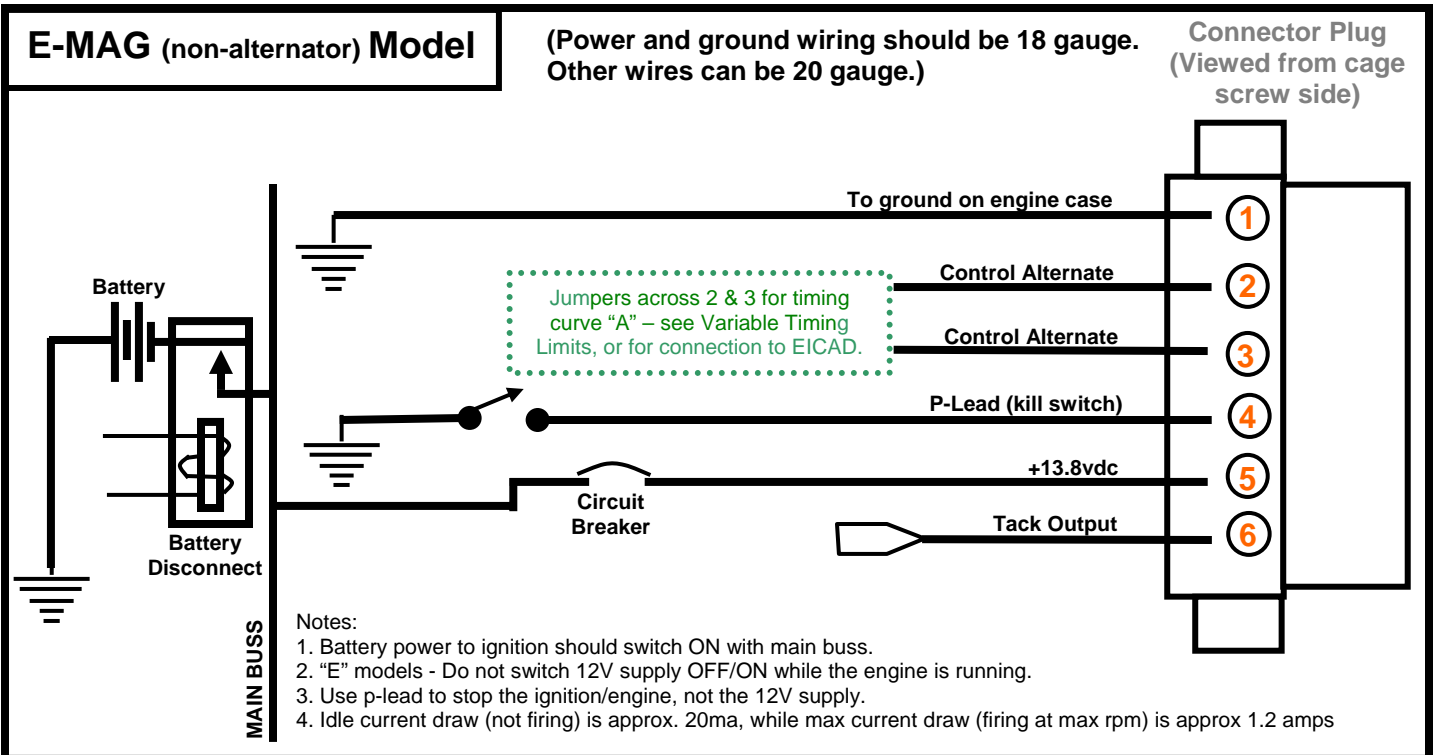 E-MAG (non-alternator) Model
(Power and ground wiring should be 18 gauge.
Other wires can be 20 gauge.)
Connector Plug
(Viewed from cage
screw side)
To ground on engine case
1
Control Alternate
2
Jumpers across 2 & 3 for timing
curve “A” – see Variable Timing
Limits, or for connection to EICAD.
Control Alternate
3
P-Lead (kill switch)
4
+13.8vdc
5
Circuit
Breaker
Tack Output
6
Battery
Battery
Disconnect
MAIN BUSS
Notes:
1. Battery power to ignition should switch ON with main buss.
2. “E” models - Do not switch 12V supply OFF/ON while the engine is running.
3. Use p-lead to stop the ignition/engine, not the 12V supply.
4. Idle current draw (not firing) is approx. 20ma, while max current draw (firing at max rpm) is approx 1.2 amps